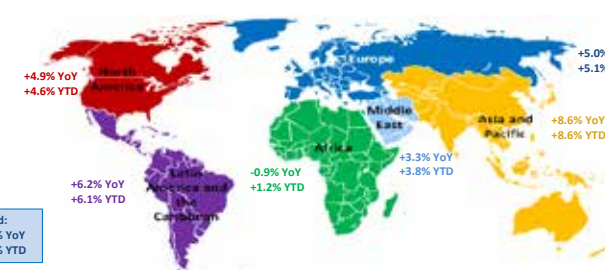 +5.0%
+5.1%
Europe
North
America
+4.9% YoY
+4.6% YTD
Middle
East
Asia and
Pacific
+8.6% YoY
+8.6% YTD
Africa
+3.3% YoY
+3.8% YTD
-0.9% YoY
+1.2% YTD
Latin
America and
the
Caribbean
+6.2% YoY
+6.1% YTD
d:
% YoY
% YTD